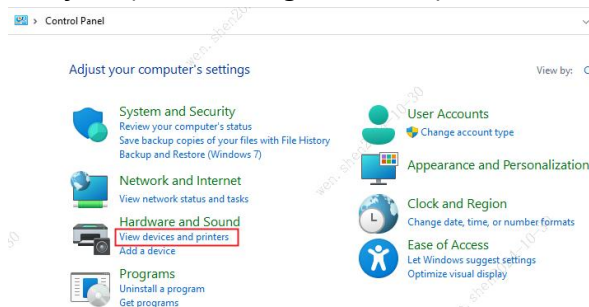 Control Panel
Adjust your computer's settings
View by:
System and Security
Review your computer's status
Save backup copies of your files with File History
Backup and Restore (Windows 7)
Network and Internet
View network status and tasks
Hardware and Sound
View devices and printers
Add a device
Programs
Uninstall a program
Get programs
User Accounts
Change account type
Appearance and Personalization
Clock and Region
Change date, time, or number formats
Ease of Access
Let Windows suggest settings
Optimize visual display